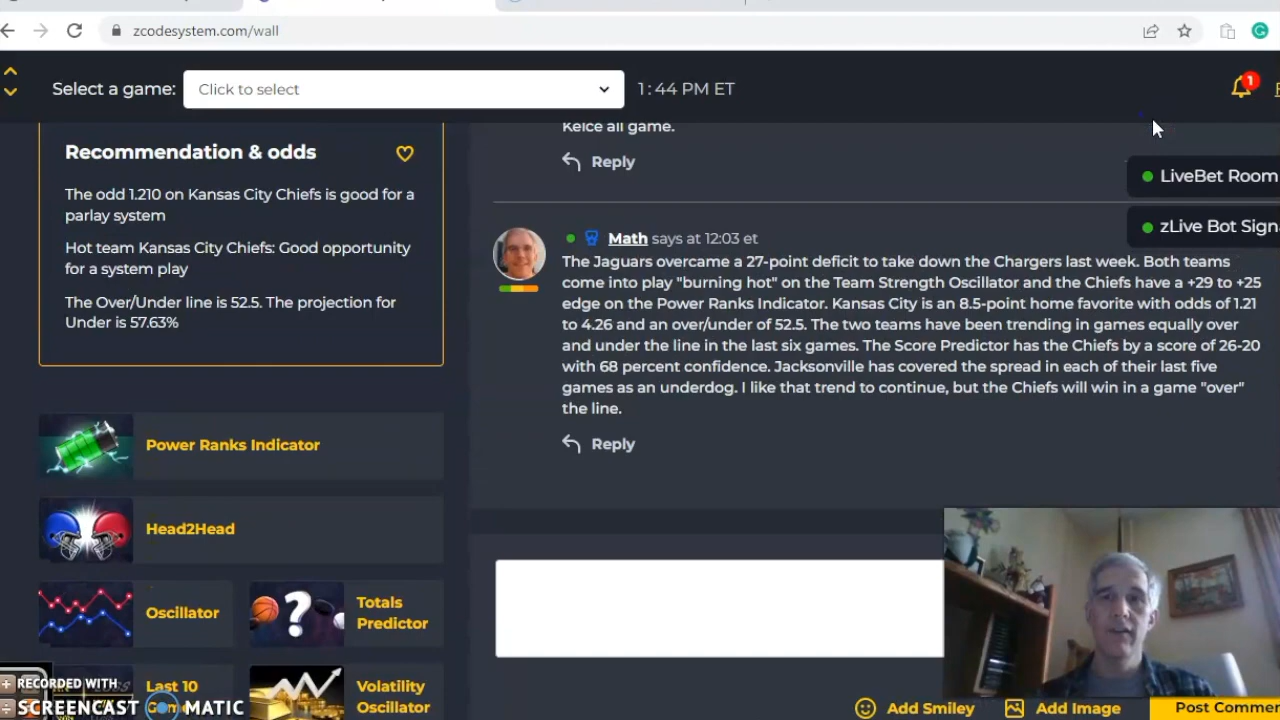 zcodesystem.com/wall
Select a game:
Click to select
1:44 PM ET
1
Recommendation & odds
The odd 1.210 on Kansas City Chiefs is good for a
parlay system
Hot team Kansas City Chiefs: Good opportunity
for a system play
The Over/Under line is 52.5. The projection for
Under is 57.63%
Power Ranks Indicator
Head2Head
Oscillator
Totals
Predictor
Last 10
Volatility
Oscillator
Kelce all game.
Reply
LiveBet Room
zLive Bot Sign
Math says at 12:03 et
The Jaguars overcame a 27-point deficit to take down the Chargers last week. Both teams
come into play "burning hot" on the Team Strength Oscillator and the Chiefs have a +29 to +25
edge on the Power Ranks Indicator. Kansas City is an 8.5-point home favorite with odds of 1.21
to 4.26 and an over/under of 52.5. The two teams have been trending in games equally over
and under the line in the last six games. The Score Predictor has the Chiefs by a score of 26-20
with 68 percent confidence. Jacksonville has covered the spread in each of their last five
games as an underdog. I like that trend to continue, but the Chiefs will win in a game "over"
the line.
Reply
Add Smiley
Add Image
Post Commer
RECORDED WITH
SCREENCAST MATIC